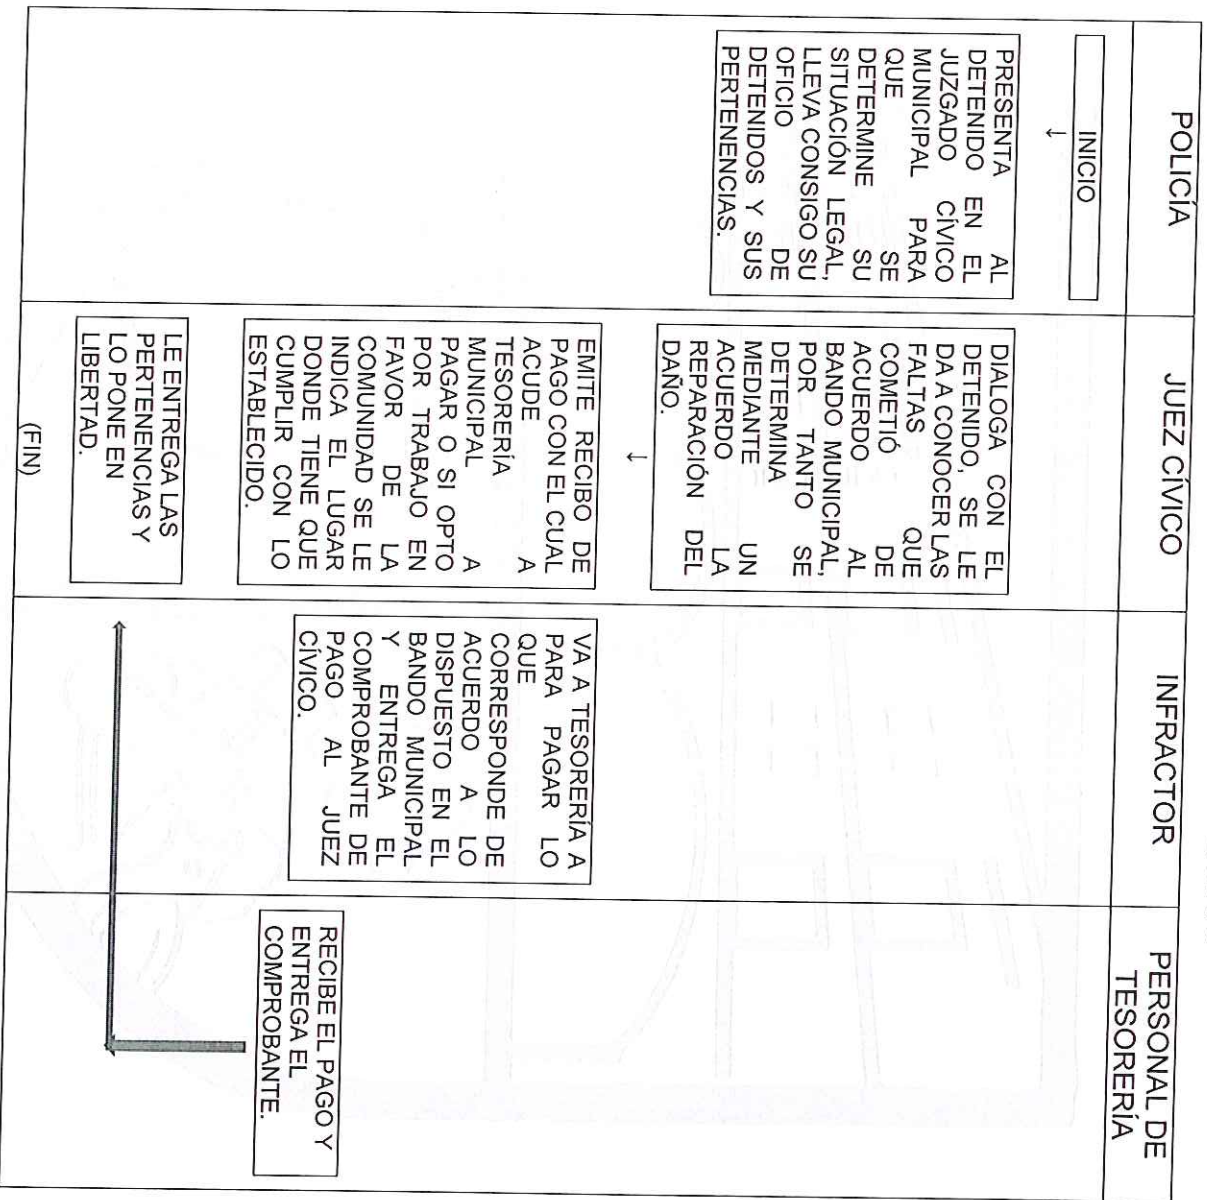 POLICÍA
INICIO
↓
PRESENTA AL
DETENIDO EN EL
JUZGADO CÍVICO
MUNICIPAL PARA
QUE SE
DETERMINE SU
SITUACIÓN LEGAL,
LLEVA CONSIGO SU
OFICIO DE
DETENIDOS Y SUS
PERTENENCIAS.
JUEZ CÍVICO
DIALOGA CON EL
DETENIDO, SE LE
DA A CONOCER LAS
FALTAS QUE
COMETIÓ DE
ACUERDO AL
BANDO MUNICIPAL,
POR TANTO SE
DETERMINA
MEDIANTE UN
ACUERDO LA
REPARACIÓN DEL
DAÑO.
↓
EMITE RECIBO DE
PAGO CON EL CUAL
ACUDE A
TESORERÍA
MUNICIPAL A
PAGAR O SI OPTO
POR TRABAJO EN
FAVOR DE LA
COMUNIDAD SE LE
INDICA EL LUGAR
DONDE TIENE QUE
CUMPLIR CON LO
ESTABLECIDO.
LE ENTREGA LAS
PERTENENCIAS Y
LO PONE EN
LIBERTAD.
(FIN)
INFRACTOR
VA A TESORERÍA A
PARA PAGAR LO
QUE
CORRESPONDE DE
ACUERDO A LO
DISPUESTO EN EL
BANDO MUNICIPAL
Y ENTREGA EL
COMPROBANTE DE
PAGO AL JUEZ
CÍVICO.
PERSONAL DE
TESORERÍA
RECIBE EL PAGO Y
ENTREGA EL
COMPROBANTE.